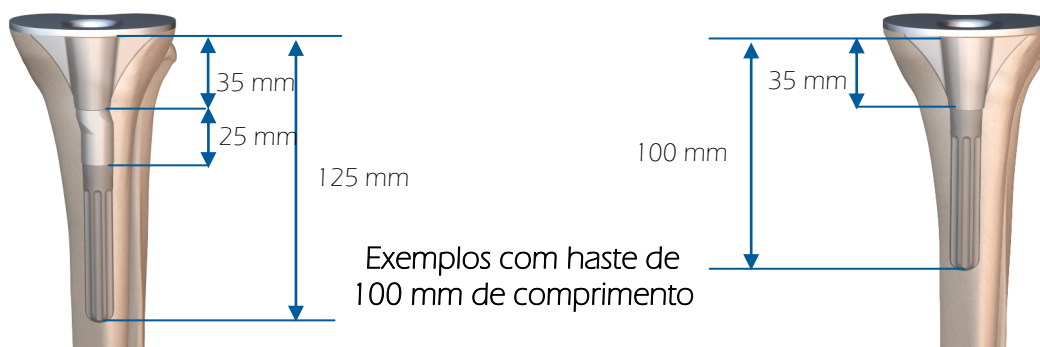 35 mm
25 mm
125 mm
35 mm
100 mm
Exemplos com haste de
100 mm de comprimento